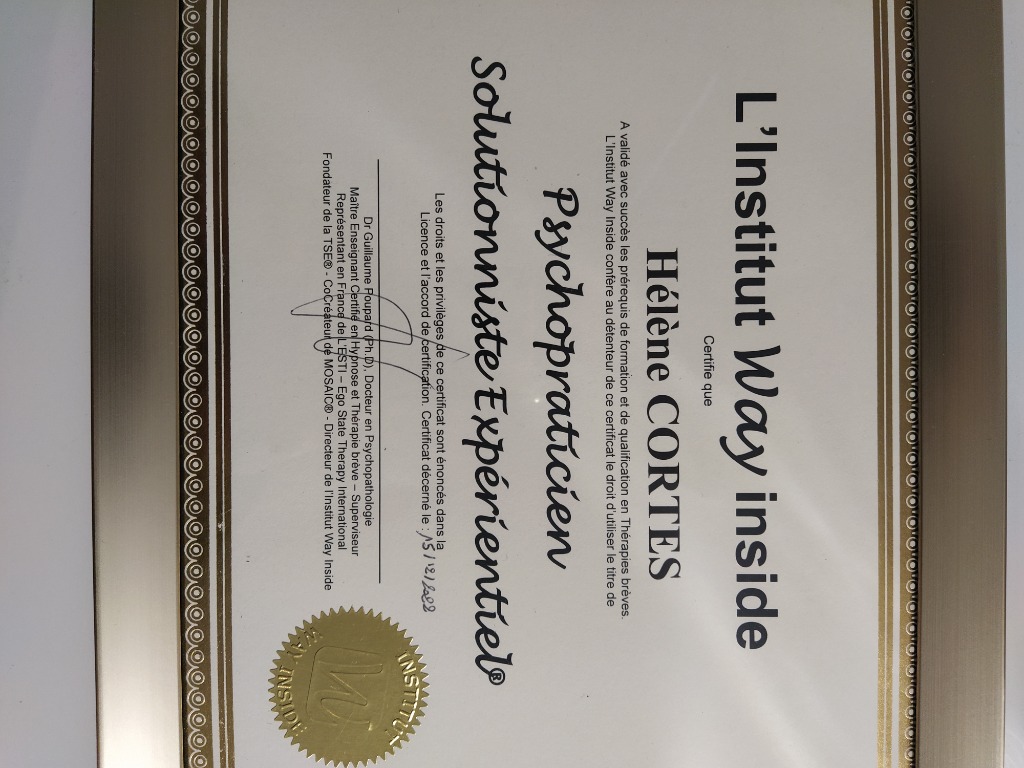 L'Institut Way inside
Certifie que
Hélène CORTES
A validé avec succès les prérequis de formation et de qualification en Thérapies brèves.
L'Institut Way Inside confère au détenteur de ce certificat le droit d'utiliser le titre de
Psychopraticien
Solutionniste Expérientiel®
Les droits et les privilèges de ce certificat sont énoncés dans la
Licence et l'accord de certification. Certificat décerné le : 15/12/2022
Dr Guillaume Poupard (Ph.D), Docteur en Psychopathologie
Maître Enseignant Certifié en Hypnose et Thérapie brève – Superviseur
Représentant en France de L'ESTI – Ego State Therapy International
Fondateur de la TSE® - CoCréateur de MOSAIC® - Directeur de l'Institut Way Inside
INSTITUT
WAY INSIDE